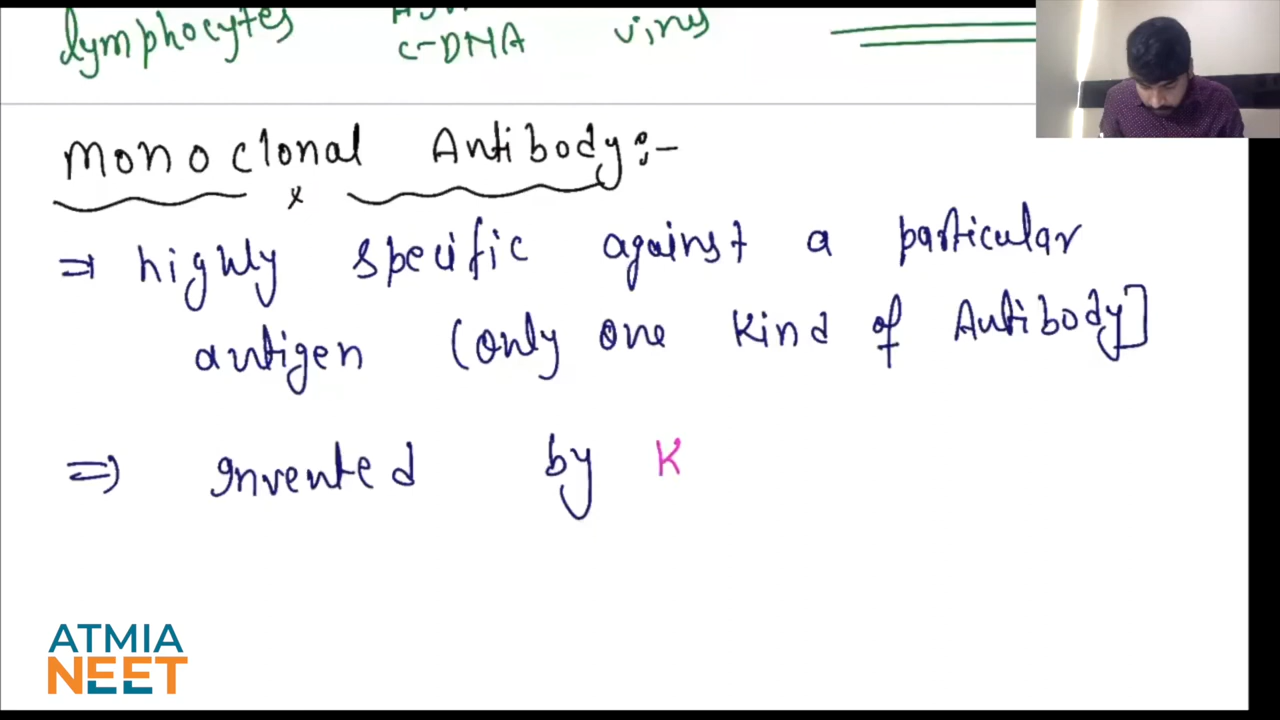 lymphocytes
c-DNA virus
Monoclonal Antibody:-
x
⇒ highly specific against a particular
antigen (only one kind of Antibody]
⇒ Invented by K
ATMIA
NEET